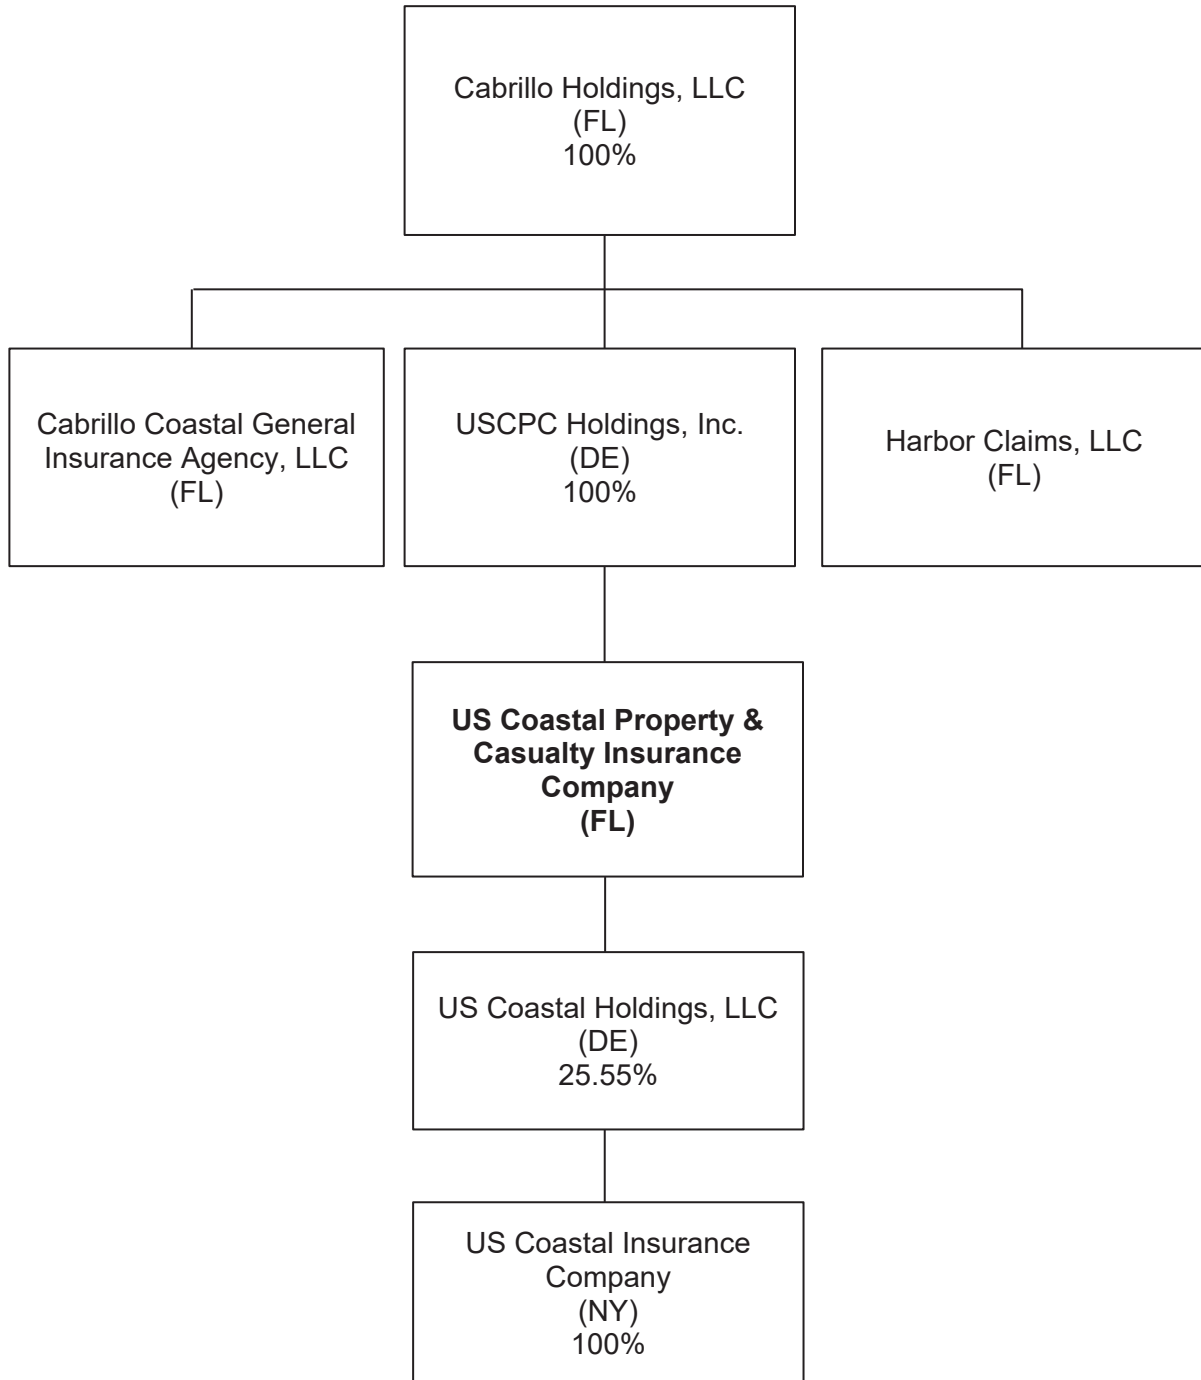 Cabrillo Holdings, LLC
(FL)
100%
Cabrillo Coastal General
Insurance Agency, LLC
(FL)
USCPC Holdings, Inc.
(DE)
100%
Harbor Claims, LLC
(FL)
US Coastal Property &
Casualty Insurance
Company
(FL)
US Coastal Holdings, LLC
(DE)
25.55%
US Coastal Insurance
Company
(NY)
100%